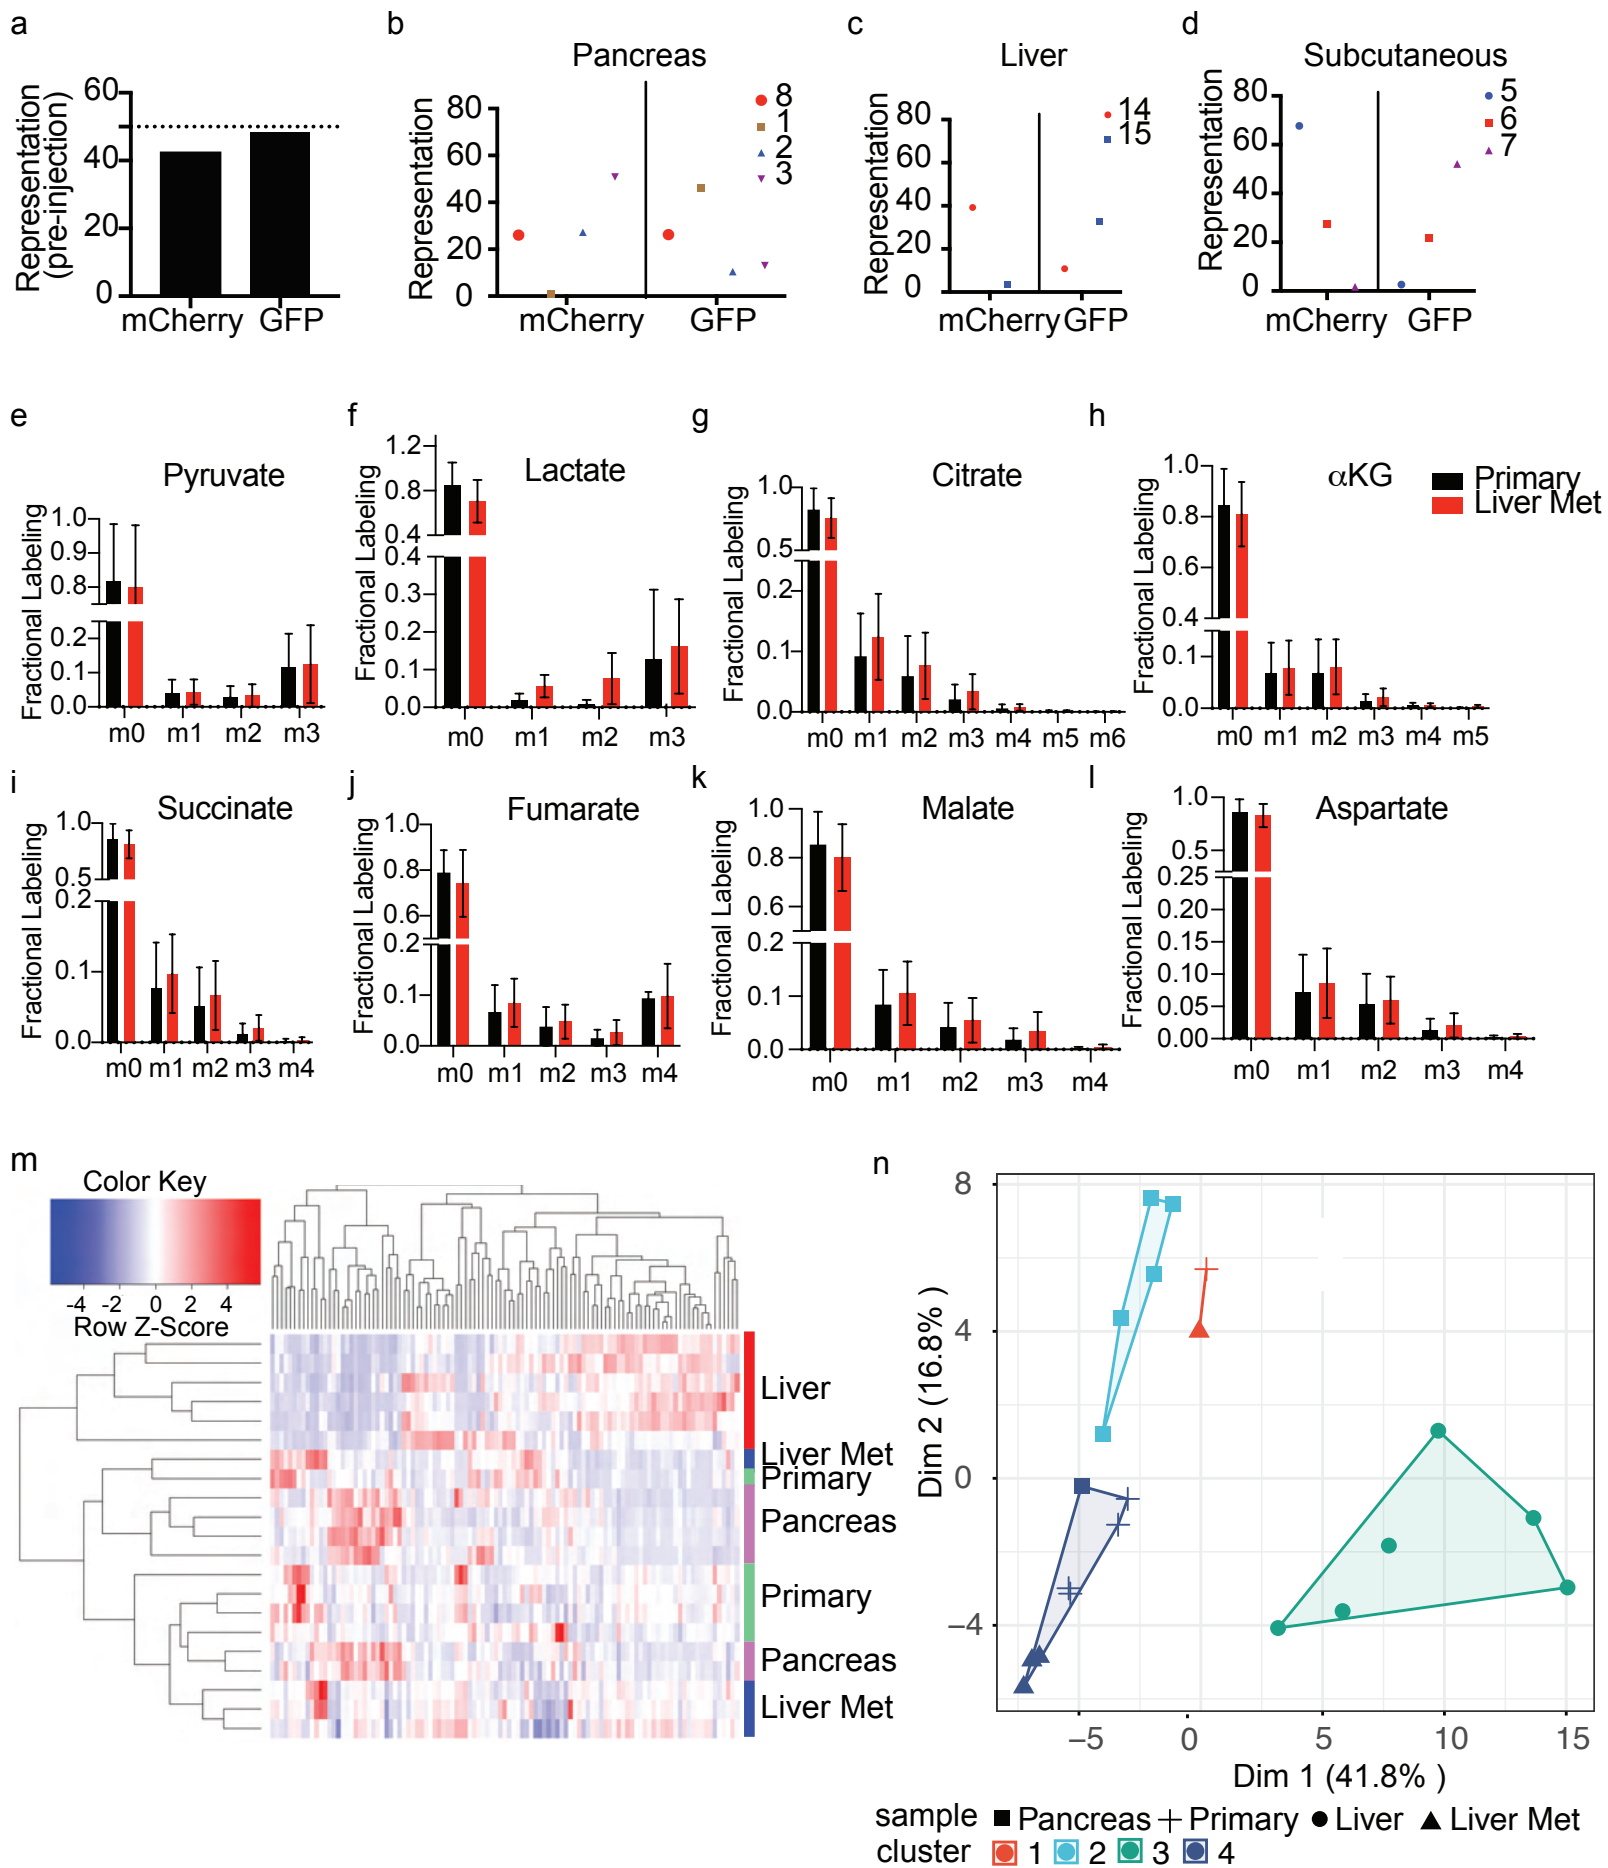 a
Representation
(pre-injection)
60
40
20
0
mCherry GFP
b
Pancreas
Representation
80
60
40
20
0
mCherry GFP
8
1
2
3
c
Liver
Representation
80
60
40
20
0
mCherry GFP
14
15
d
Subcutaneous
Representation
80
60
40
20
0
mCherry GFP
5
6
7
e
Pyruvate
Fractional Labeling
1.0
0.9
0.8
0.2
0.1
0.0
m0 m1 m2 m3
f
Lactate
Fractional Labeling
1.2
0.8
0.4
0.4
0.3
0.2
0.1
0.0
m0 m1 m2 m3
g
Citrate
Fractional Labeling
1.0
0.5
0.2
0.1
0.0
m0 m1 m2 m3 m4 m5 m6
h
αKG
Fractional Labeling
1.0
0.8
0.6
0.4
0.1
0.0
m0 m1 m2 m3 m4 m5
Primary
Liver Met
i
Succinate
Fractional Labeling
1.0
0.5
0.2
0.1
0.0
m0 m1 m2 m3 m4
j
Fumarate
Fractional Labeling
1.0
0.8
0.6
0.2
0.2
0.1
0.0
m0 m1 m2 m3 m4
k
Malate
Fractional Labeling
1.0
0.8
0.6
0.2
0.1
0.0
m0 m1 m2 m3 m4
l
Aspartate
Fractional Labeling
1.0
0.5
0.25
0.20
0.15
0.10
0.05
0.00
m0 m1 m2 m3 m4
m
Color Key
-4 -2 0 2 4
Row Z-Score
Liver
Liver Met
Primary
Pancreas
Primary
Pancreas
Liver Met
n
Dim 2 (16.8% )
8
4
0
−4
−5 0 5 10 15
Dim 1 (41.8% )
sample Pancreas Primary Liver Liver Met
cluster 1 2 3 4